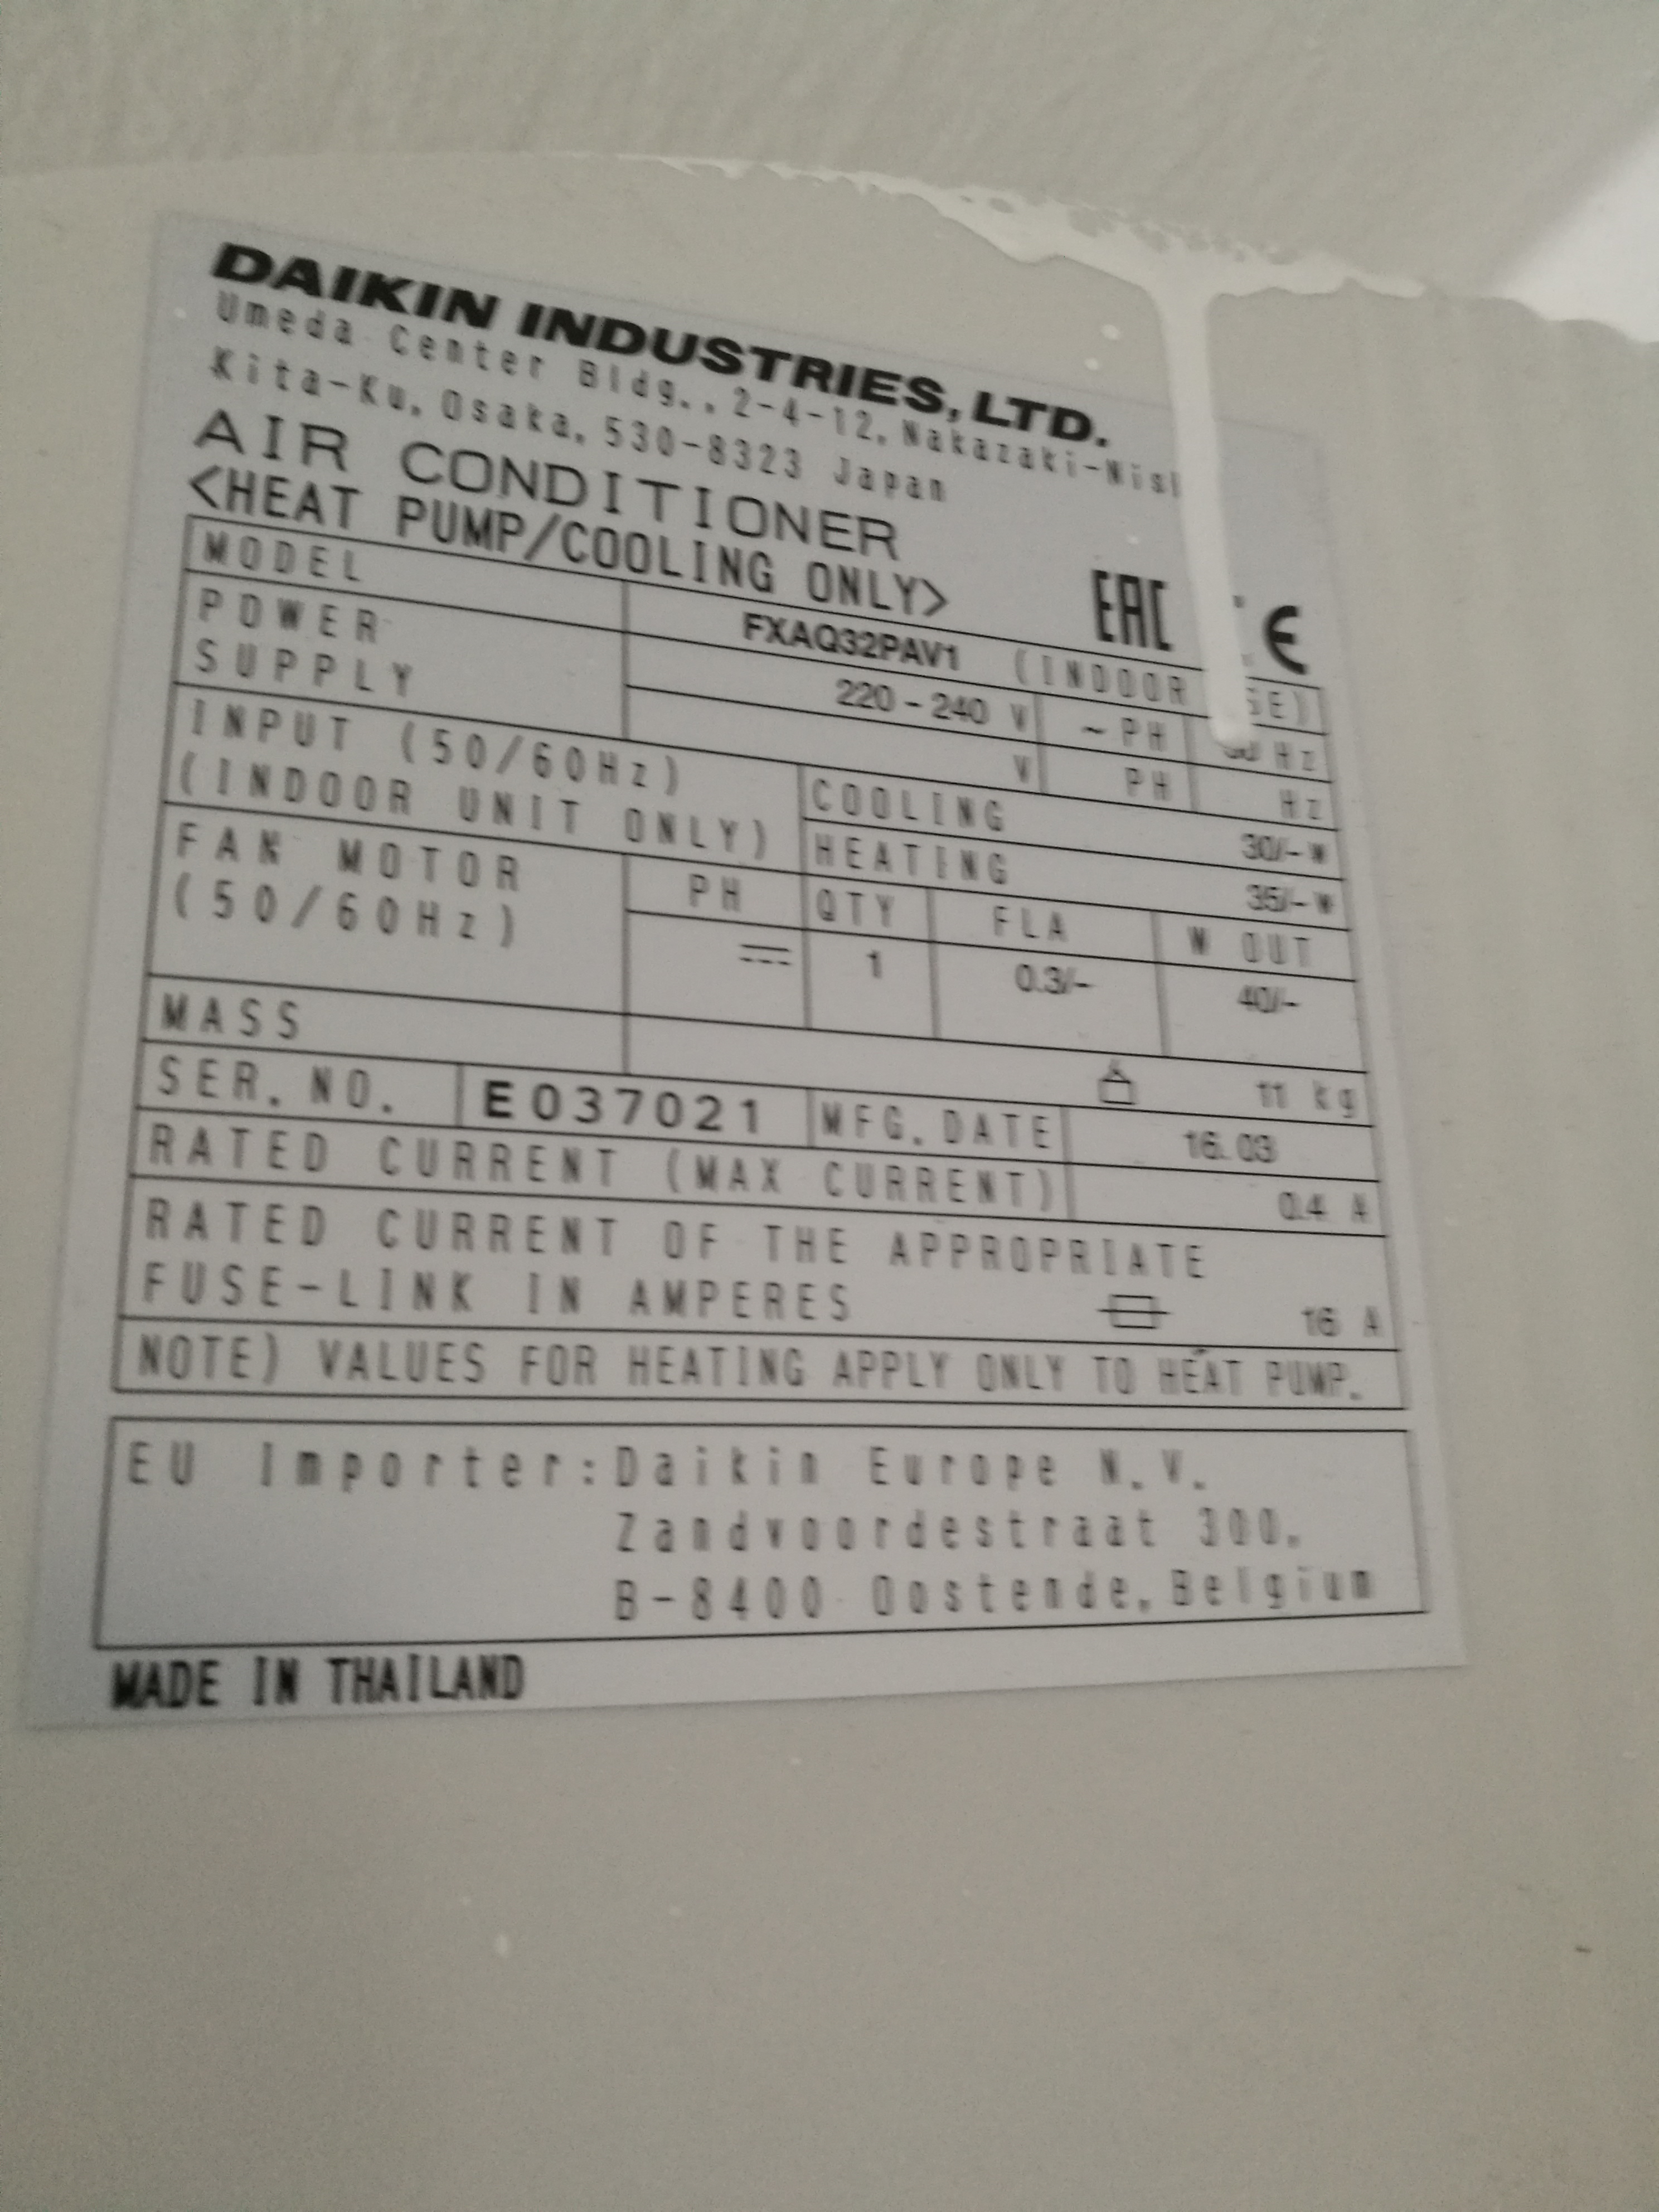 DAIKIN INDUSTRIES, LTD.
Umeda Center Bldg., 2-4-12, Nakazaki-
Kita-Ku, Osaka, 530-8323 Japan
AIR CONDITIONER
<HEAT PUMP/COOLING ONLY>
EAC CE
MODEL FXAQ32PAV1 (INDOOR
POWER SUPPLY 220-240 V ~ PH Hz
V PH Hz
INPUT (50/60Hz) COOLING 30/- W
(INDOOR UNIT ONLY) HEATING 35/- W
FAN MOTOR PH QTY FLA W OUT
(50/60Hz) ⎓ 1 0.3/- 40/-
MASS 11 kg
SER. NO. E037021 MFG. DATE 16.03
RATED CURRENT (MAX CURRENT) 0.4 A
RATED CURRENT OF THE APPROPRIATE
FUSE-LINK IN AMPERES 16 A
NOTE) VALUES FOR HEATING APPLY ONLY TO HEAT PUMP.
EU Importer:Daikin Europe N.V.
Zandvoordestraat 300,
B-8400 Oostende, Belgium
MADE IN THAILAND